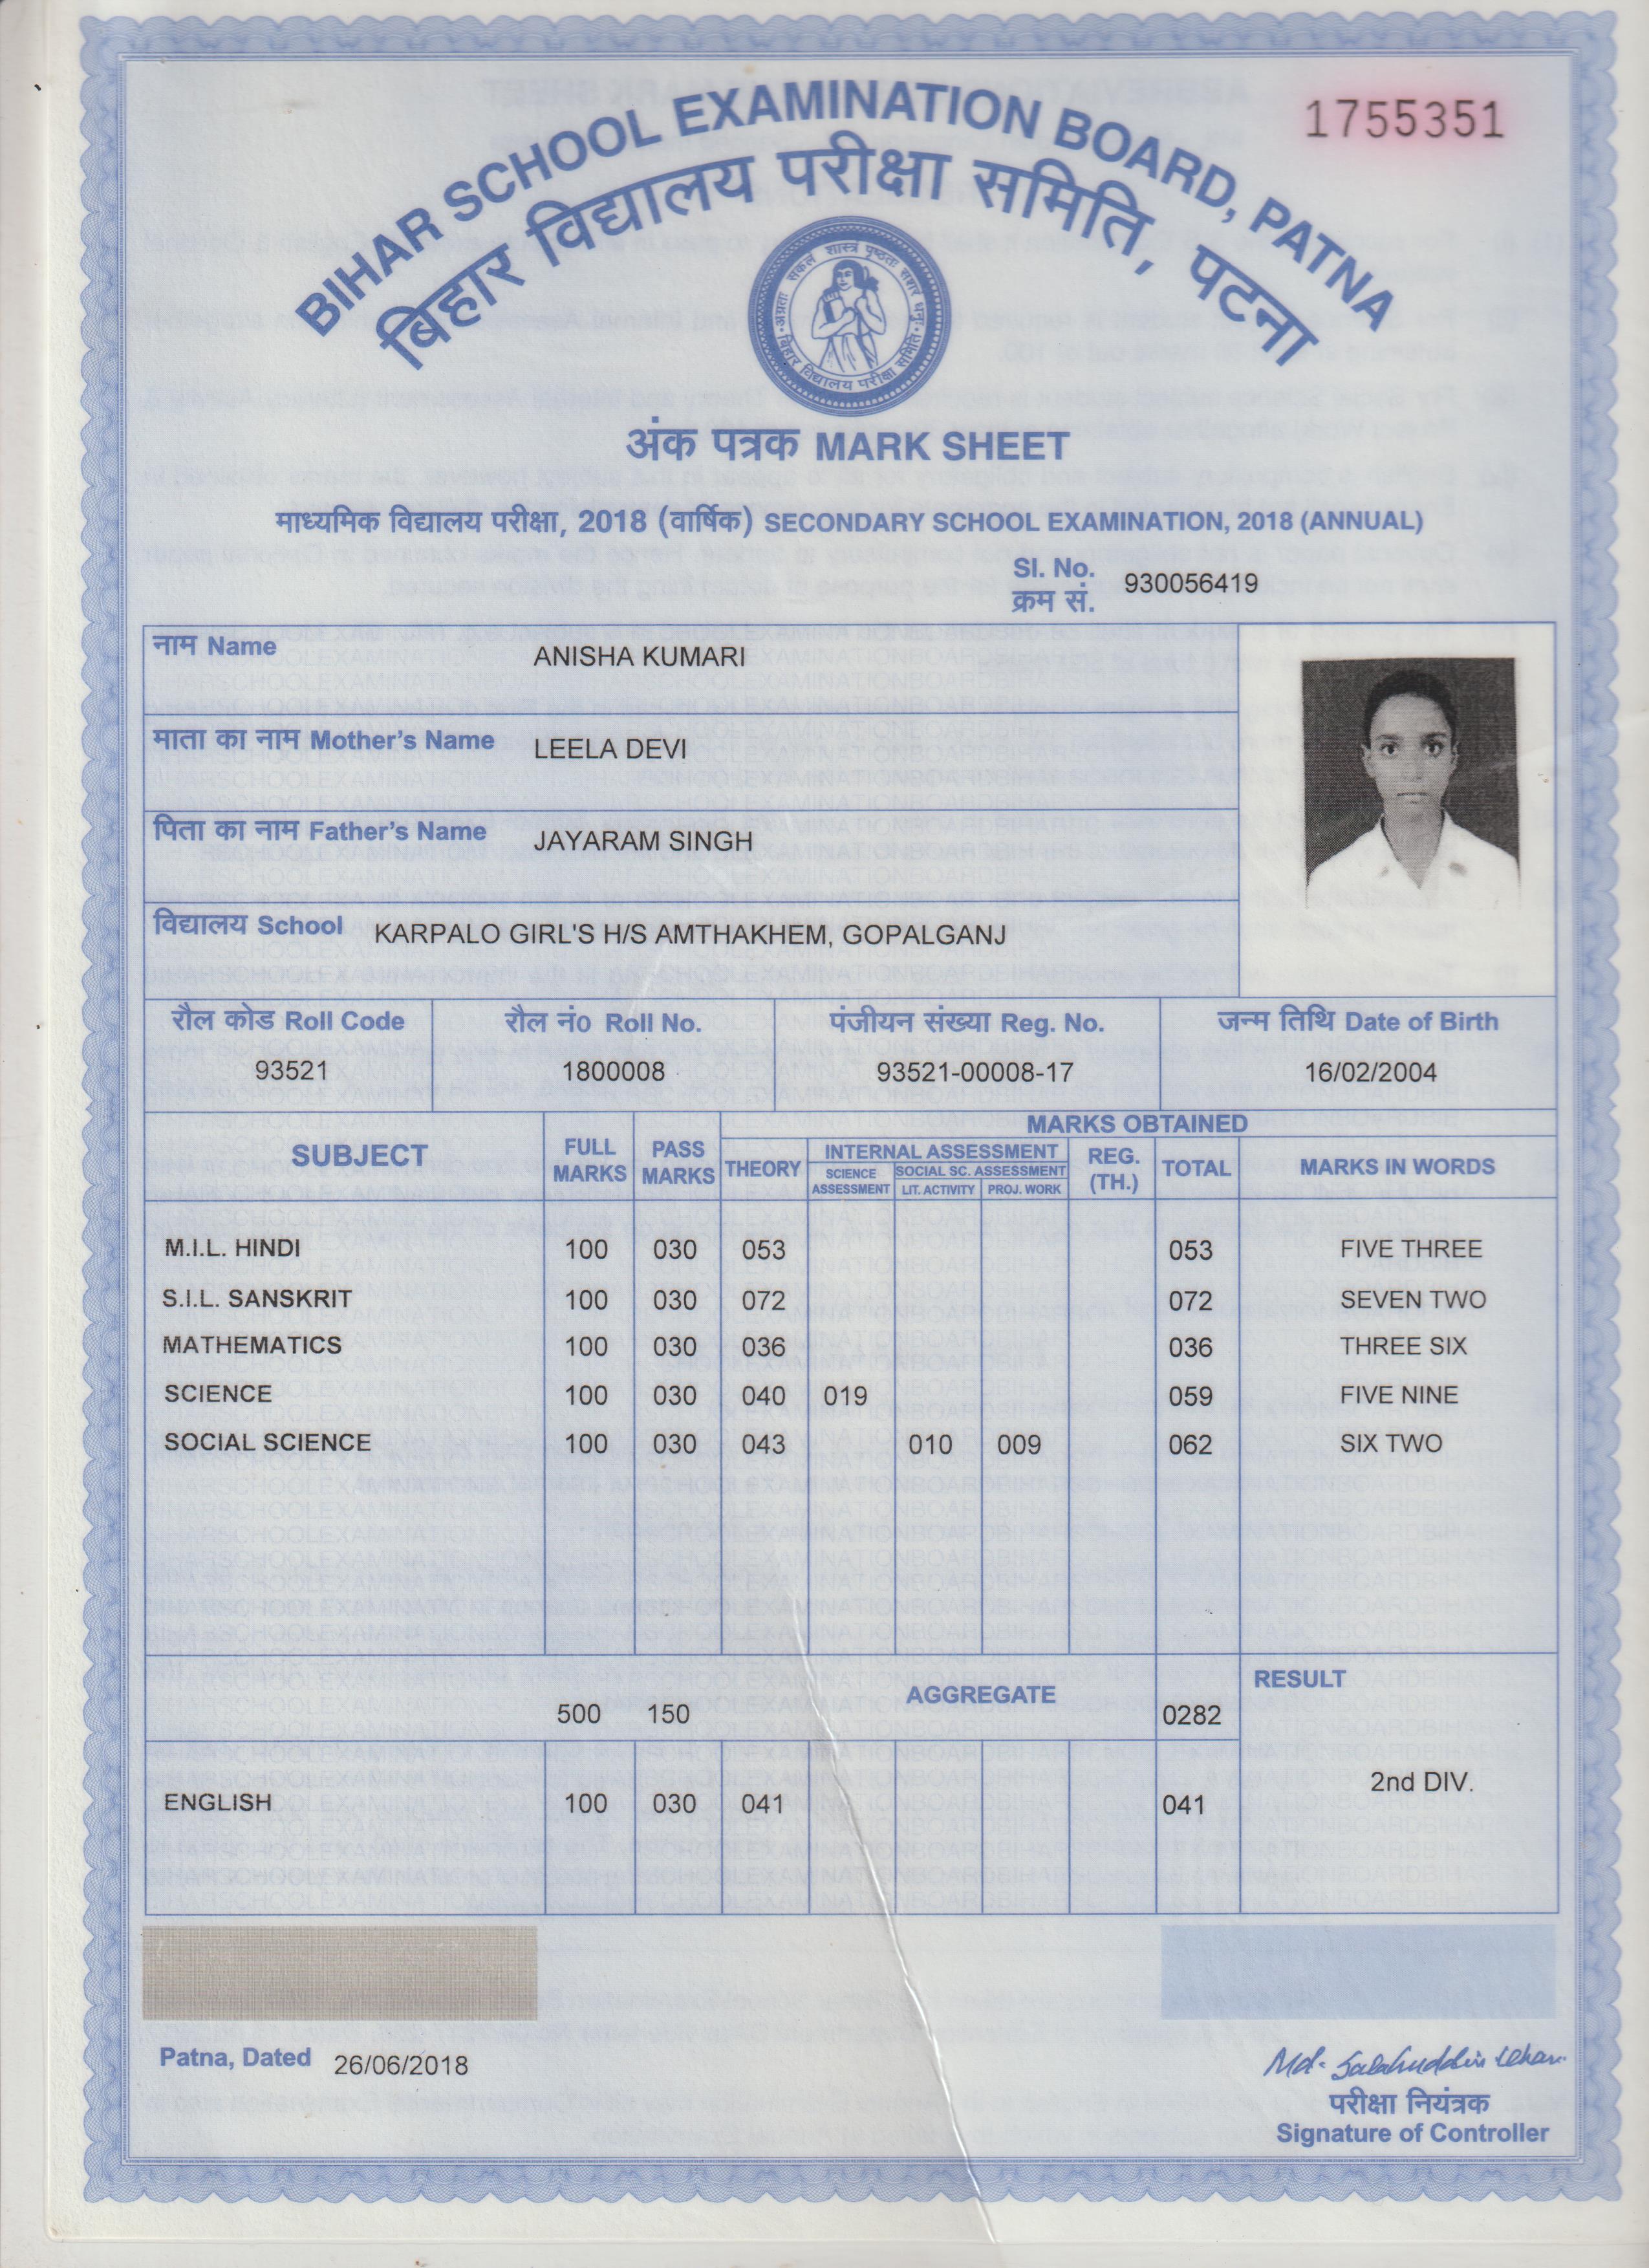 1755351
BIHAR SCHOOL EXAMINATION BOARD, PATNA
बिहार विद्यालय परीक्षा समिति, पटना
अंक पत्रक MARK SHEET
माध्यमिक विद्यालय परीक्षा, 2018 (वार्षिक) SECONDARY SCHOOL EXAMINATION, 2018 (ANNUAL)
Sl. No. 930056419
क्रम सं.
नाम Name ANISHA KUMARI
माता का नाम Mother's Name LEELA DEVI
पिता का नाम Father's Name JAYARAM SINGH
विद्यालय School KARPALO GIRL'S H/S AMTHAKHEM, GOPALGANJ
रौल कोड Roll Code रौल नं0 Roll No. पंजीयन संख्या Reg. No. जन्म तिथि Date of Birth
93521 1800008 93521-00008-17 16/02/2004
MARKS OBTAINED
SUBJECT FULL MARKS PASS MARKS THEORY INTERNAL ASSESSMENT REG. (TH.) TOTAL MARKS IN WORDS
SCIENCE ASSESSMENT SOCIAL SC. ASSESSMENT
LIT. ACTIVITY PROJ. WORK
M.I.L. HINDI 100 030 053 053 FIVE THREE
S.I.L. SANSKRIT 100 030 072 072 SEVEN TWO
MATHEMATICS 100 030 036 036 THREE SIX
SCIENCE 100 030 040 019 059 FIVE NINE
SOCIAL SCIENCE 100 030 043 010 009 062 SIX TWO
AGGREGATE RESULT
500 150 0282
2nd DIV.
ENGLISH 100 030 041 041
Patna, Dated 26/06/2018
Md. Salahuddin Khan
परीक्षा नियंत्रक
Signature of Controller